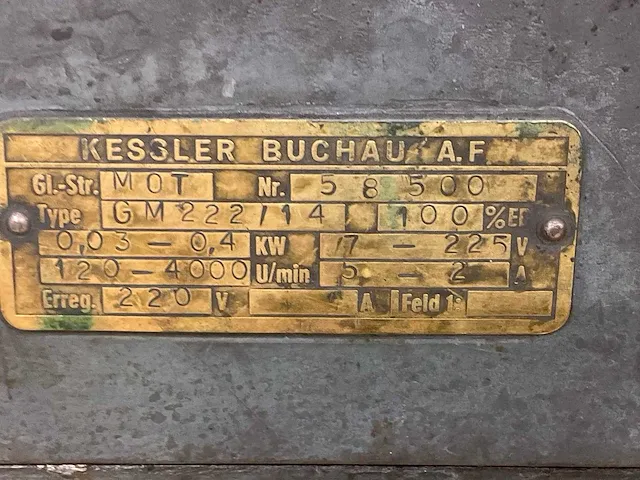 KESSLER BUCHAU A.F
Gl.-Str. MOT Nr. 58500
Type GM222/14 100 % ED
0,03 — 0,4 KW 7 — 225 V
120 — 4000 U/min 5 — 2 A
Erreg. 220 V A Feld 1: